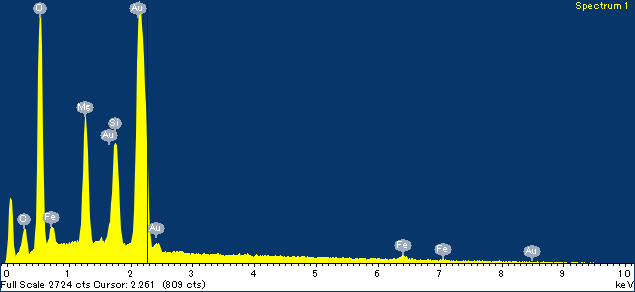 Spectrum 1
O Au
Mg
Si
Au
C Fe
Au
Fe Fe Au
0 1 2 3 4 5 6 7 8 9 10
Full Scale 2724 cts Cursor: 2.261 (809 cts) keV